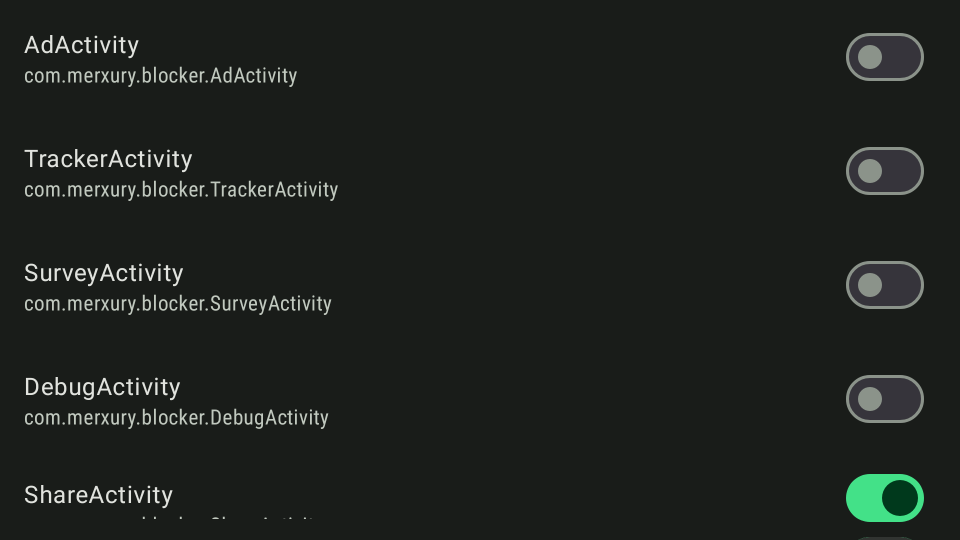 AdActivity
com.merxury.blocker.AdActivity
TrackerActivity
com.merxury.blocker.TrackerActivity
SurveyActivity
com.merxury.blocker.SurveyActivity
DebugActivity
com.merxury.blocker.DebugActivity
ShareActivity